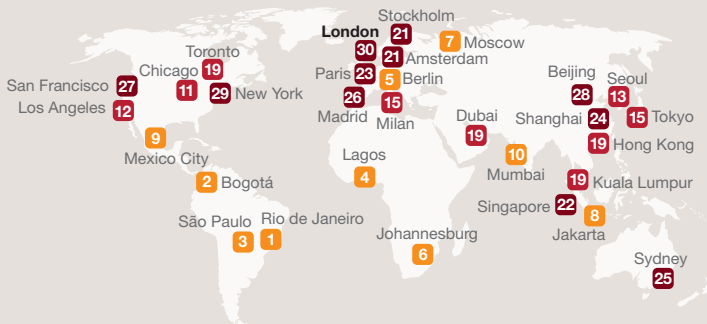 Stockholm
21
London
30
7
Moscow
21
Amsterdam
Toronto
19
Paris
23
5
Berlin
Chicago
11
San Francisco
27
29
New York
Los Angeles
12
26
Madrid
15
Milan
Beijing
28
Seoul
13
Dubai
19
Shanghai
24
15
Tokyo
9
Mexico City
19
Hong Kong
10
Mumbai
Lagos
4
2
Bogotá
19
Kuala Lumpur
Singapore
22
8
Jakarta
São Paulo
3
Rio de Janeiro
1
Johannesburg
6
Sydney
25